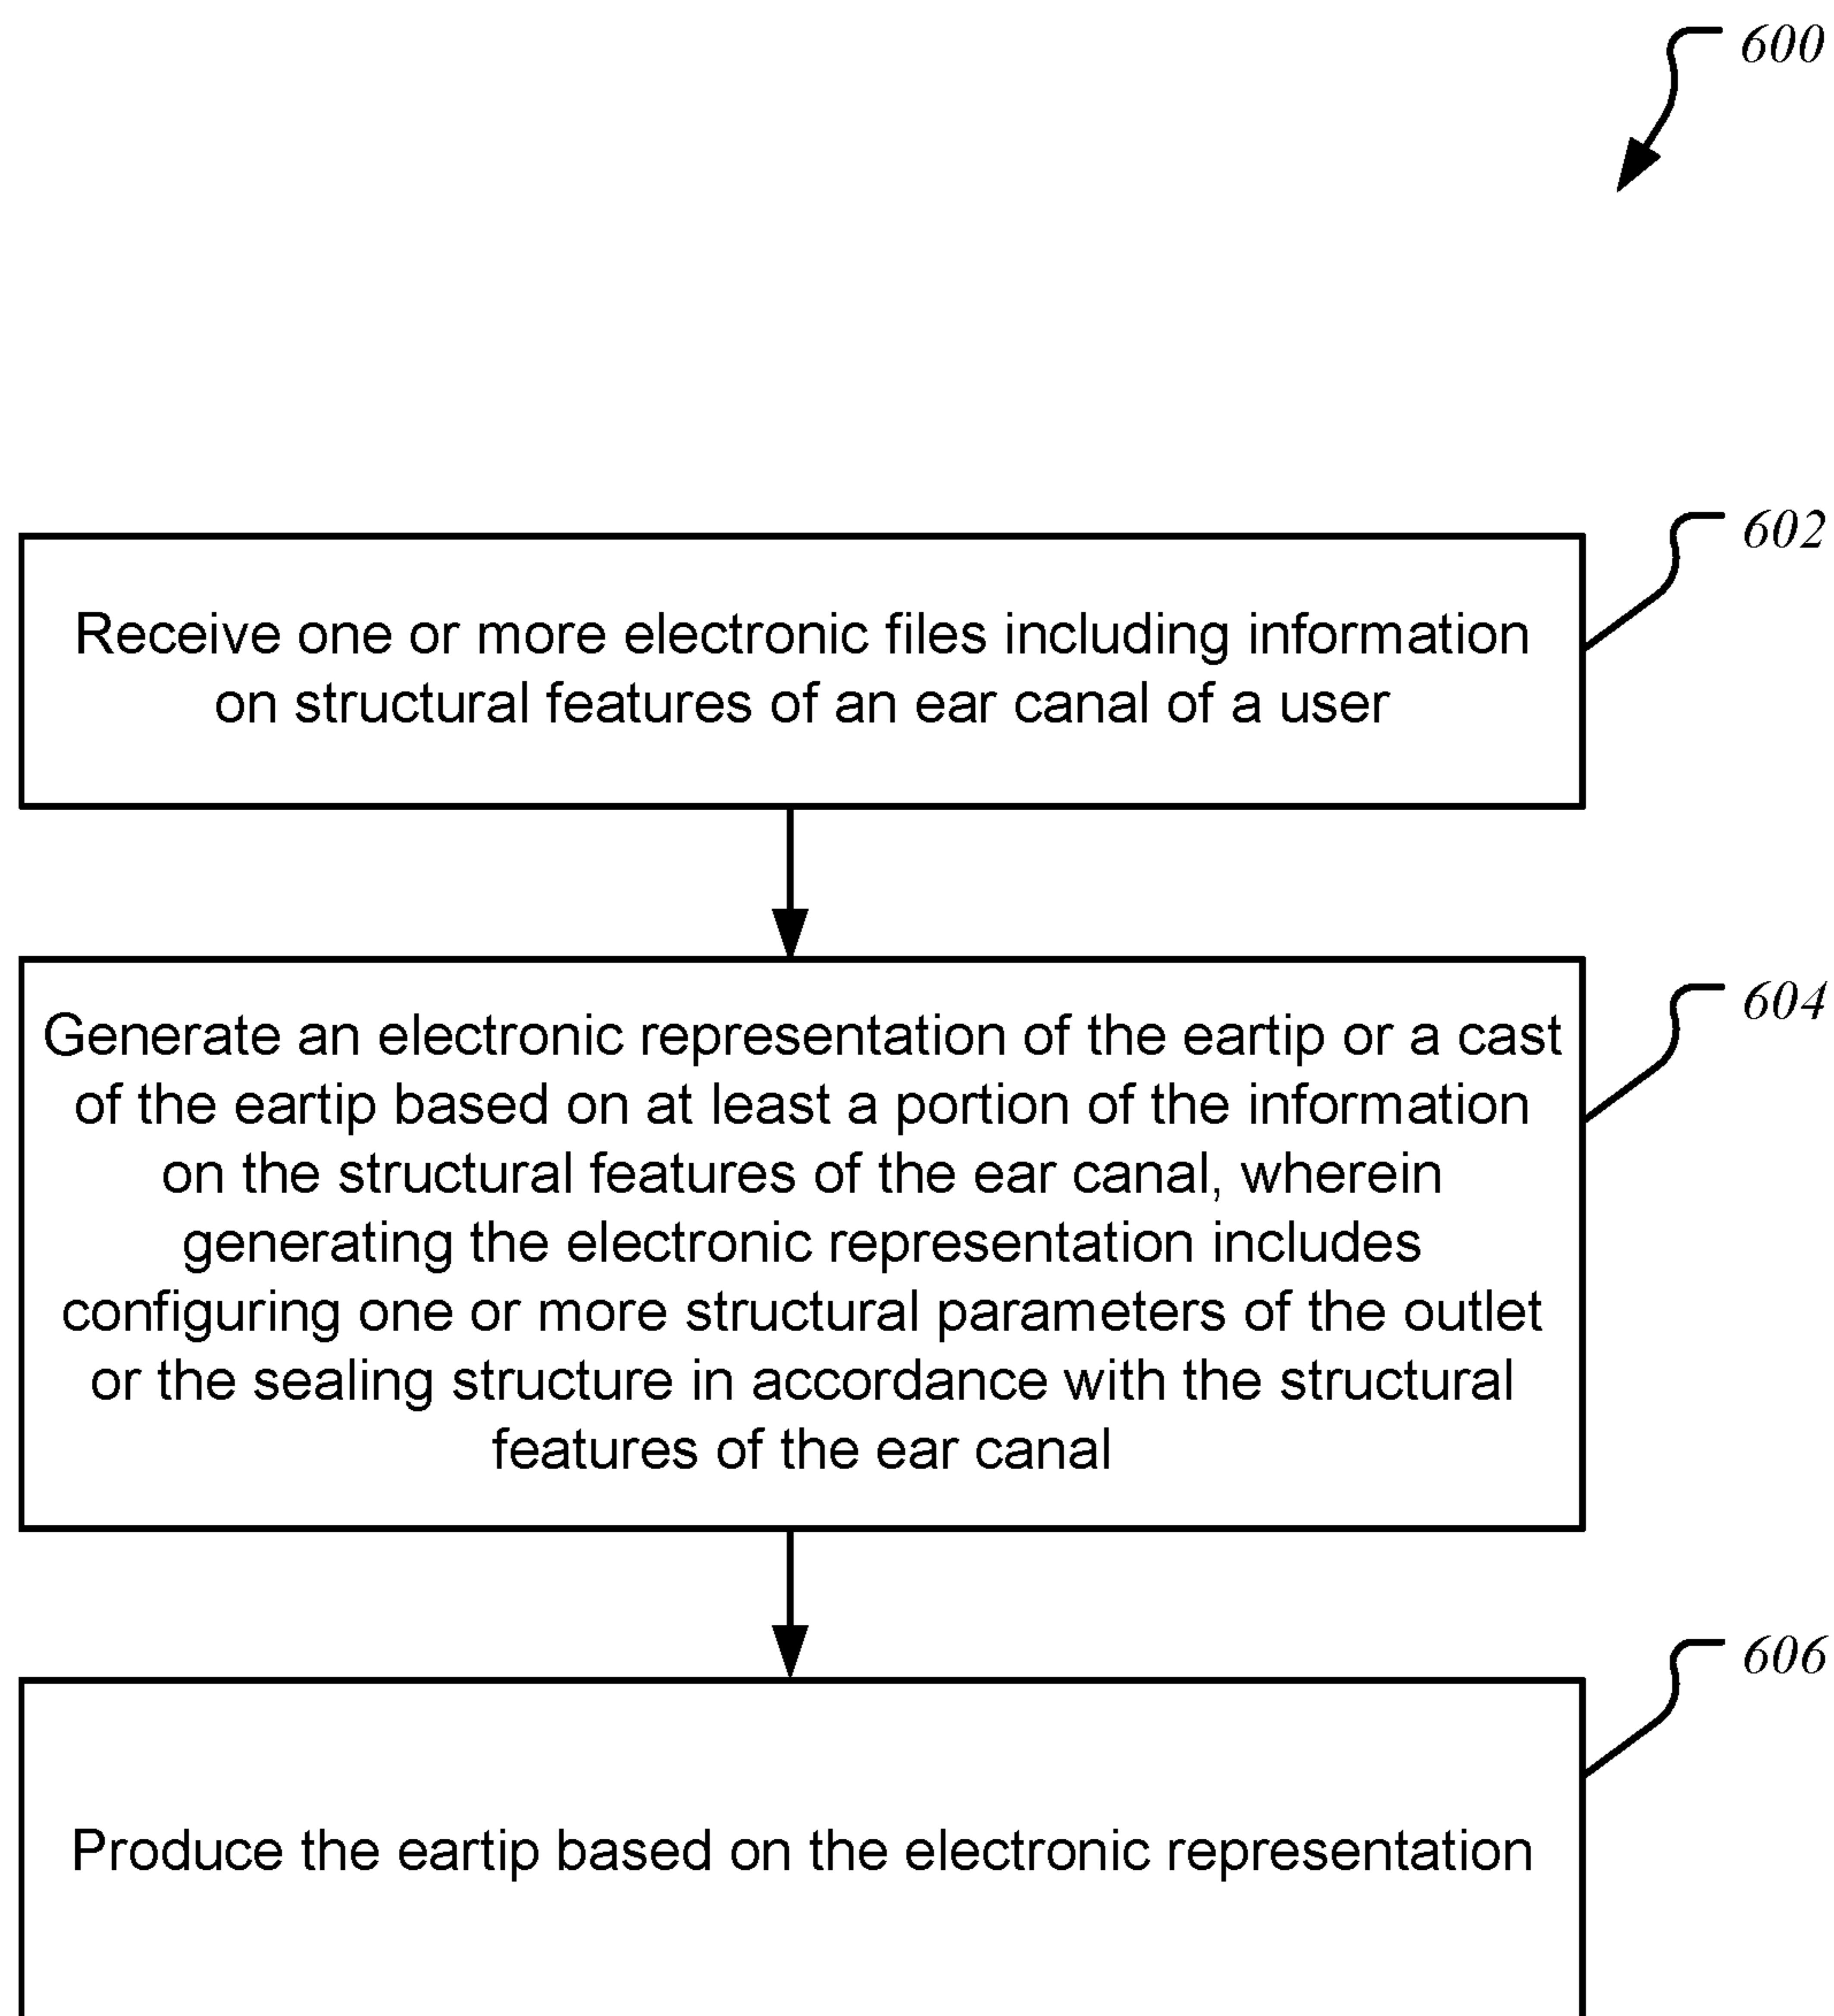 600
602
Receive one or more electronic files including information
on structural features of an ear canal of a user
604
Generate an electronic representation of the eartip or a cast
of the eartip based on at least a portion of the information
on the structural features of the ear canal, wherein
generating the electronic representation includes
configuring one or more structural parameters of the outlet
or the sealing structure in accordance with the structural
features of the ear canal
606
Produce the eartip based on the electronic representation